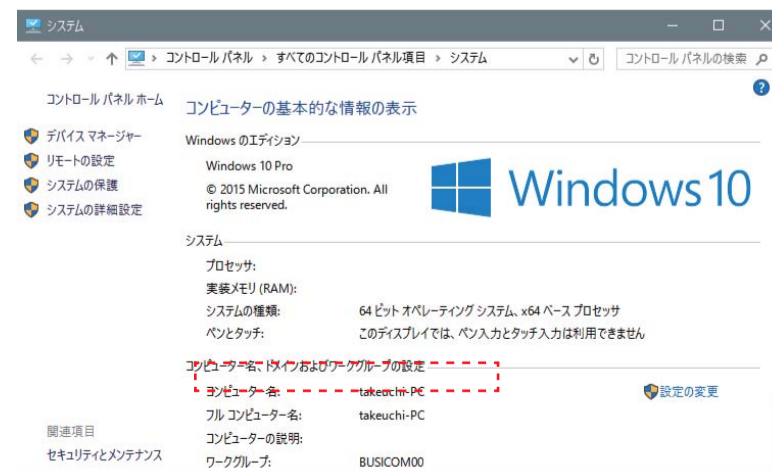 システム
コントロール パネル › すべてのコントロール パネル項目 › システム
コントロール パネルの検索
コントロール パネル ホーム
コンピューターの基本的な情報の表示
?
デバイス マネージャー
Windows のエディション
リモートの設定
Windows 10 Pro
システムの保護
© 2015 Microsoft Corporation. All
rights reserved.
Windows 10
システムの詳細設定
システム
プロセッサ:
実装メモリ (RAM):
システムの種類: 64 ビット オペレーティング システム、x64 ベース プロセッサ
ペンとタッチ: このディスプレイでは、ペン入力とタッチ入力は利用できません
コンピューター名、ドメインおよびワークグループの設定
コンピューター名: takeuchi-PC
設定の変更
フル コンピューター名: takeuchi-PC
コンピューターの説明:
関連項目
ワークグループ: BUSICOM00
セキュリティとメンテナンス